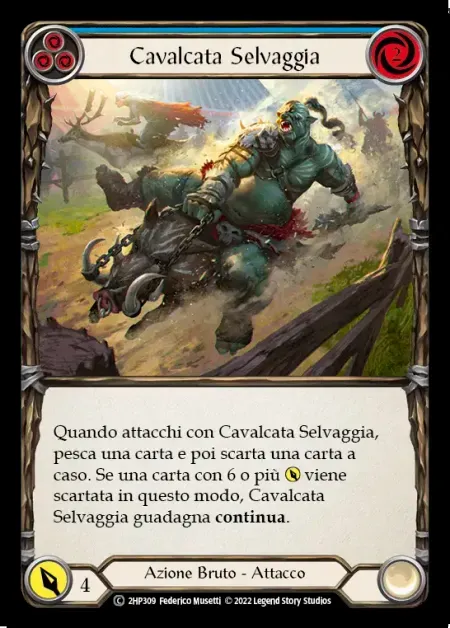 Cavalcata Selvaggia
2
Quando attacchi con Cavalcata Selvaggia,
pesca una carta e poi scarta una carta a
caso. Se una carta con 6 o più viene
scartata in questo modo, Cavalcata
Selvaggia guadagna continua.
4
Azione Bruto - Attacco
C 2HP309 Federico Musetti © 2022 Legend Story Studios